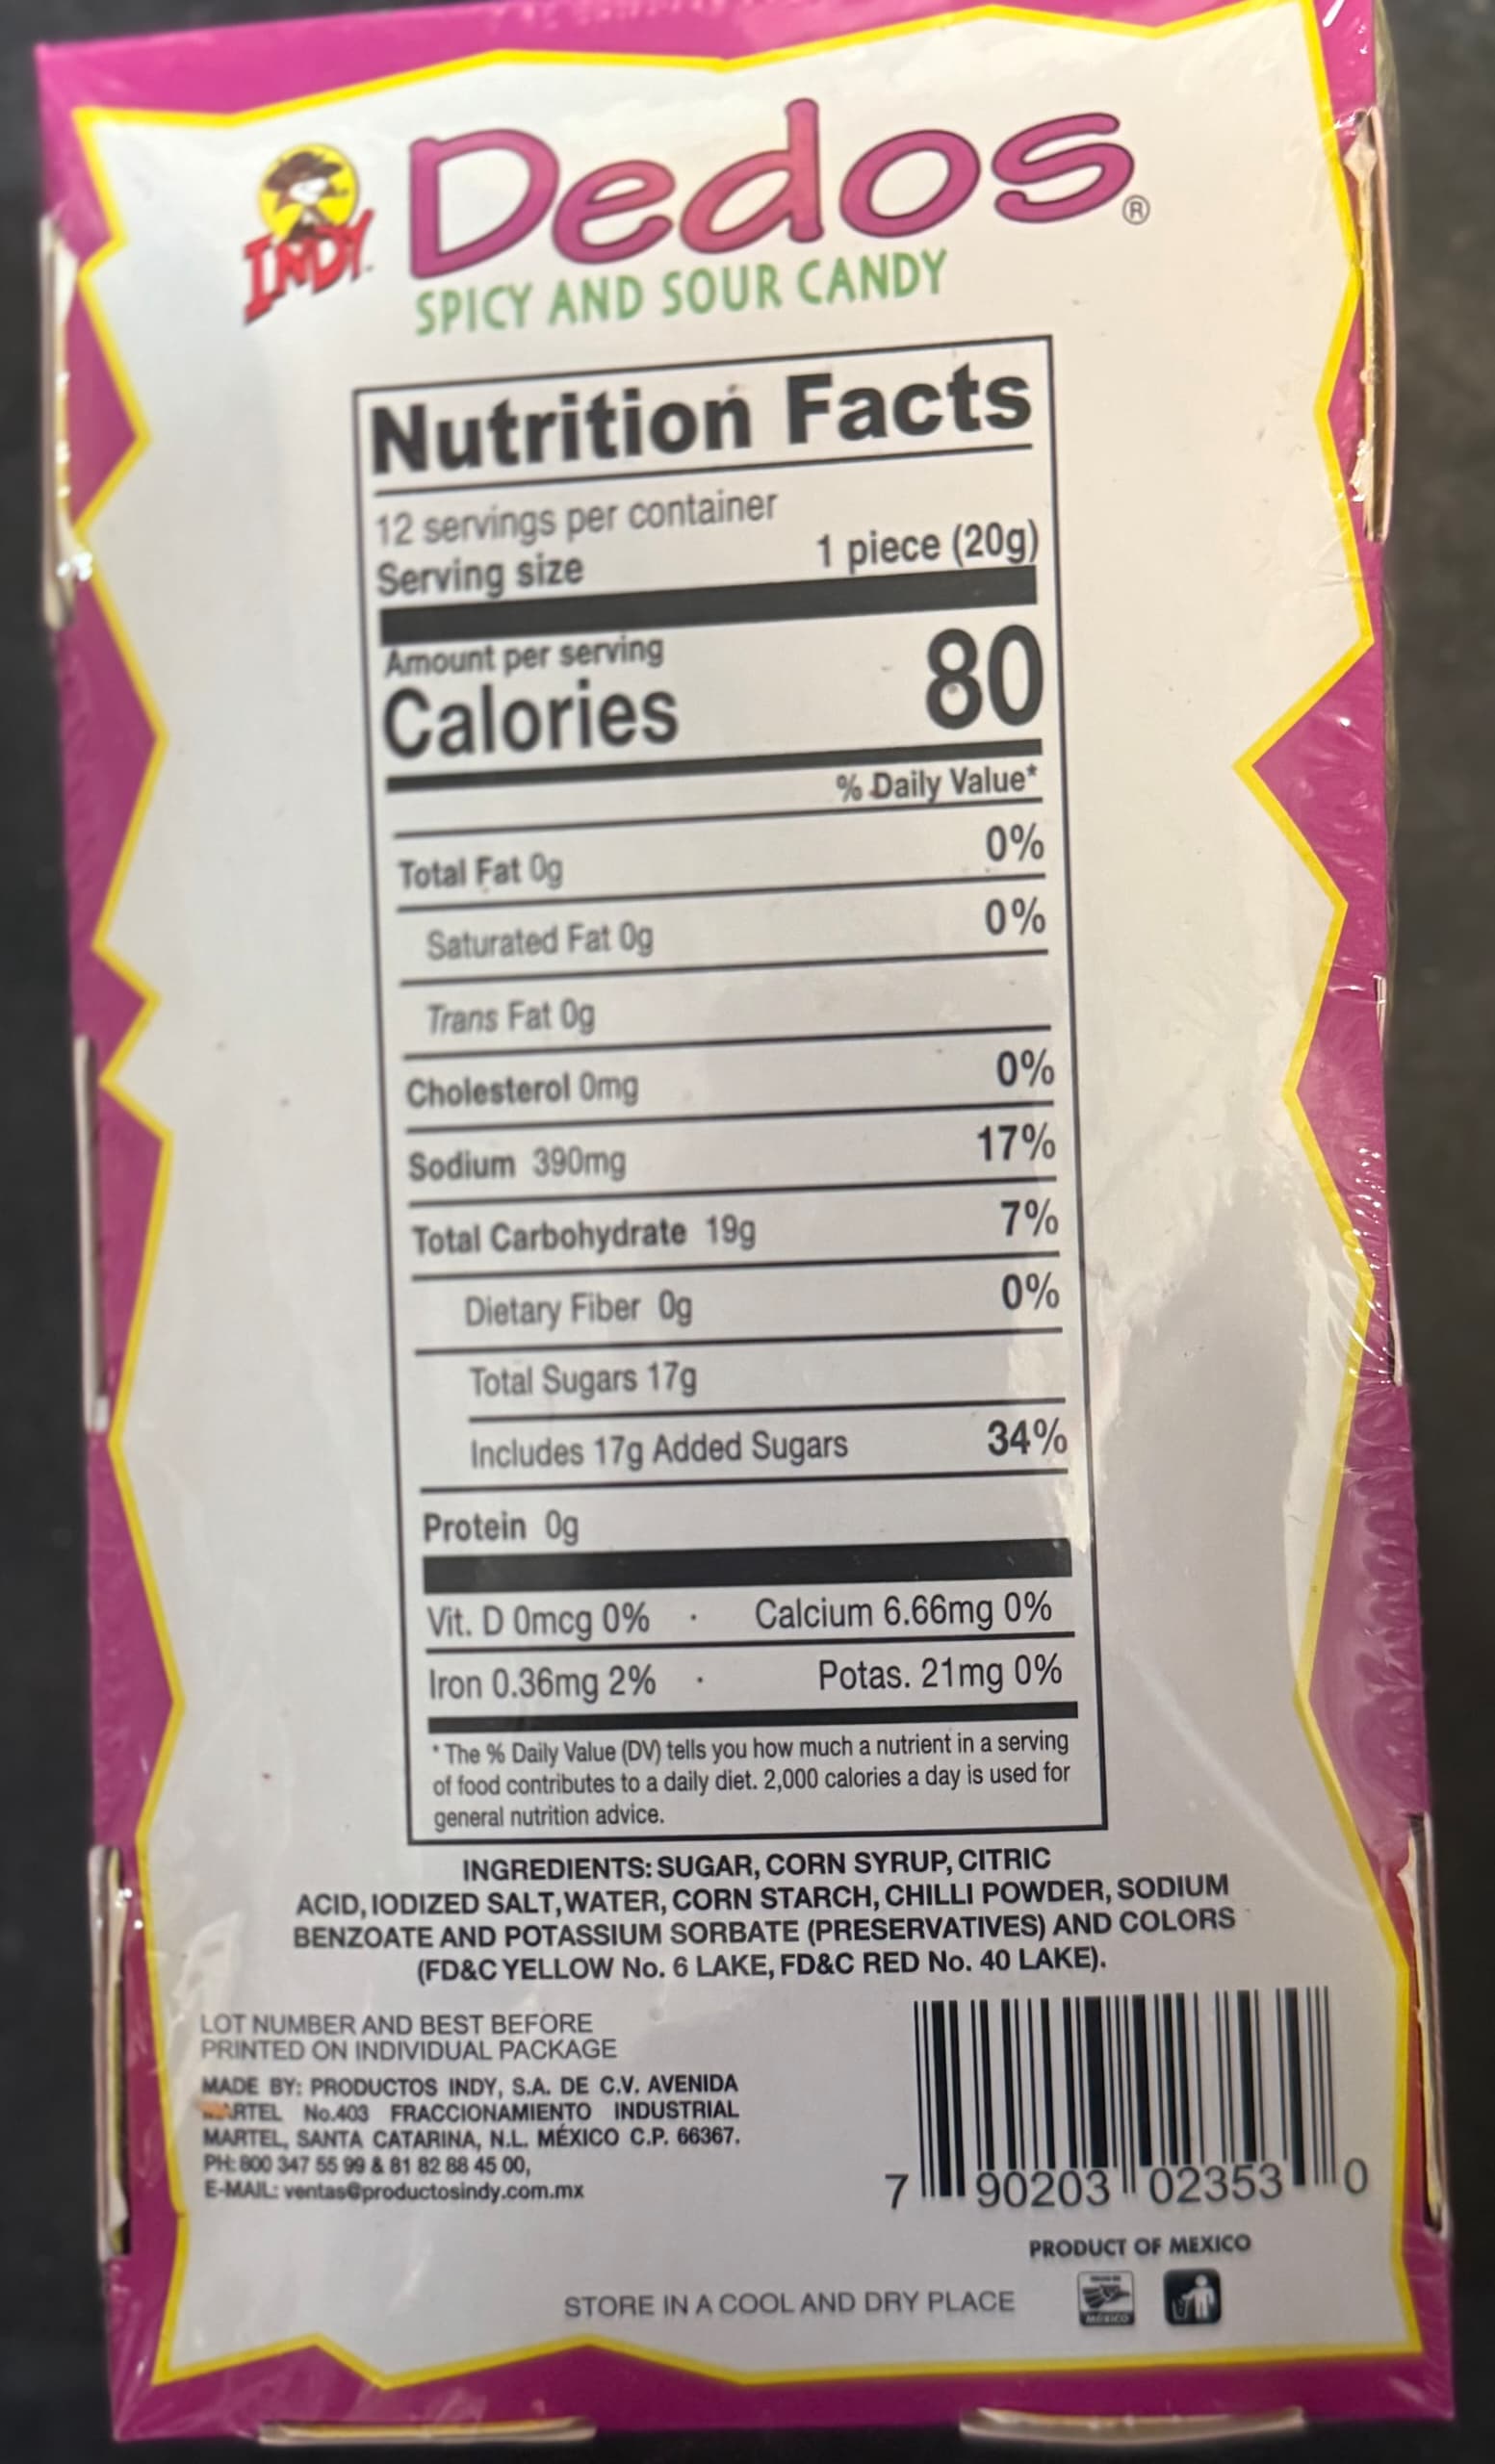 INDY
Dedos®
SPICY AND SOUR CANDY
Nutrition Facts
12 servings per container
Serving size 1 piece (20g)
Amount per serving
Calories 80
% Daily Value*
Total Fat 0g 0%
Saturated Fat 0g 0%
Trans Fat 0g
Cholesterol 0mg 0%
Sodium 390mg 17%
Total Carbohydrate 19g 7%
Dietary Fiber 0g 0%
Total Sugars 17g
Includes 17g Added Sugars 34%
Protein 0g
Vit. D 0mcg 0% · Calcium 6.66mg 0%
Iron 0.36mg 2% · Potas. 21mg 0%
* The % Daily Value (DV) tells you how much a nutrient in a serving
of food contributes to a daily diet. 2,000 calories a day is used for
general nutrition advice.
INGREDIENTS: SUGAR, CORN SYRUP, CITRIC
ACID, IODIZED SALT, WATER, CORN STARCH, CHILLI POWDER, SODIUM
BENZOATE AND POTASSIUM SORBATE (PRESERVATIVES) AND COLORS
(FD&C YELLOW No. 6 LAKE, FD&C RED No. 40 LAKE).
LOT NUMBER AND BEST BEFORE
PRINTED ON INDIVIDUAL PACKAGE
MADE BY: PRODUCTOS INDY, S.A. DE C.V. AVENIDA
MARTEL No.403 FRACCIONAMIENTO INDUSTRIAL
MARTEL, SANTA CATARINA, N.L. MÉXICO C.P. 66367.
PH: 800 347 55 99 & 81 82 88 45 00,
E-MAIL: ventas@productosindy.com.mx
7 90203 02353 0
PRODUCT OF MEXICO
STORE IN A COOL AND DRY PLACE
MÉXICO